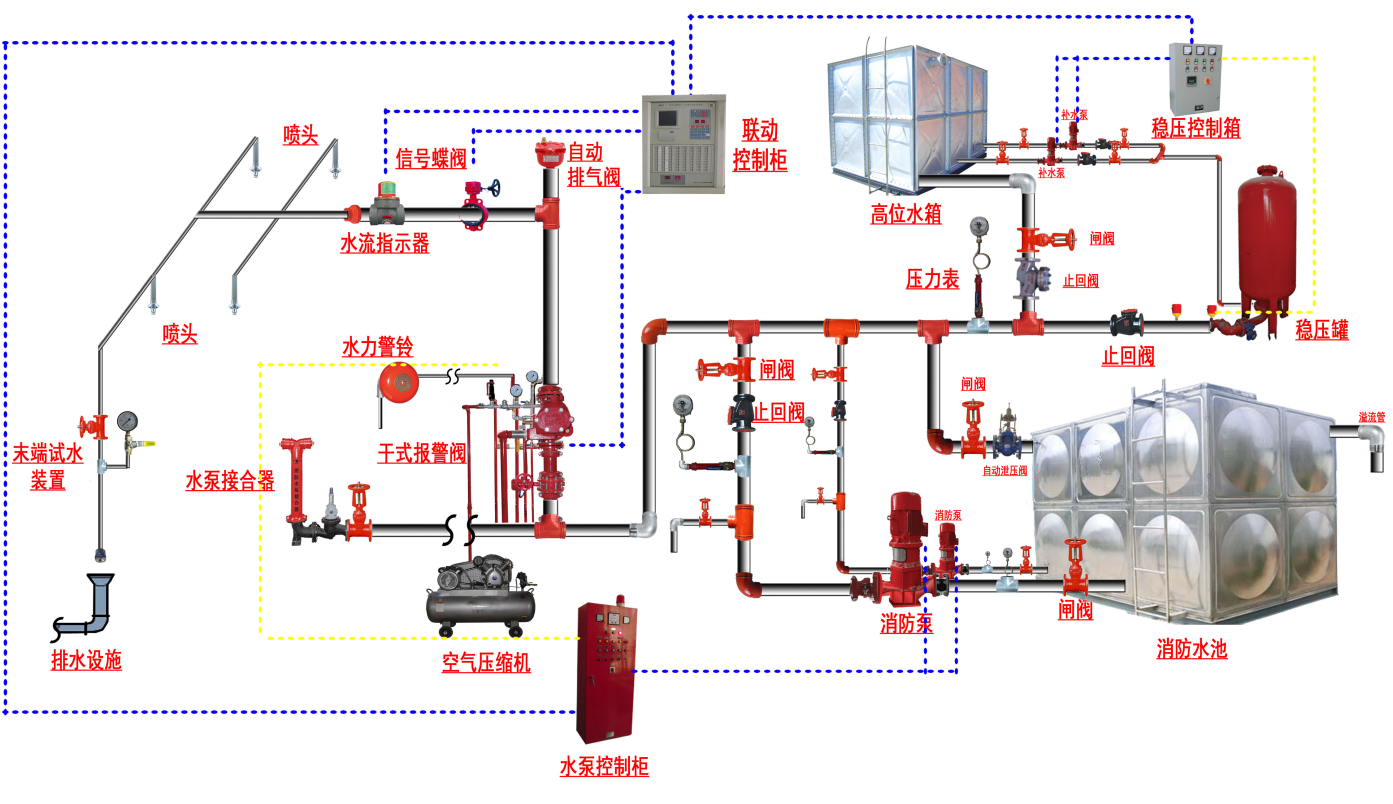 补水泵
稳压控制箱
喷头
联动
控制柜
信号蝶阀
自动
排气阀
补水泵
高位水箱
水流指示器
闸阀
压力表
止回阀
喷头
稳压罐
水力警铃
止回阀
闸阀
闸阀
止回阀
溢流管
末端试水
装置
干式报警阀
水泵接合器
自动泄压阀
消防泵
闸阀
消防泵
排水设施
空气压缩机
消防水池
水泵控制柜